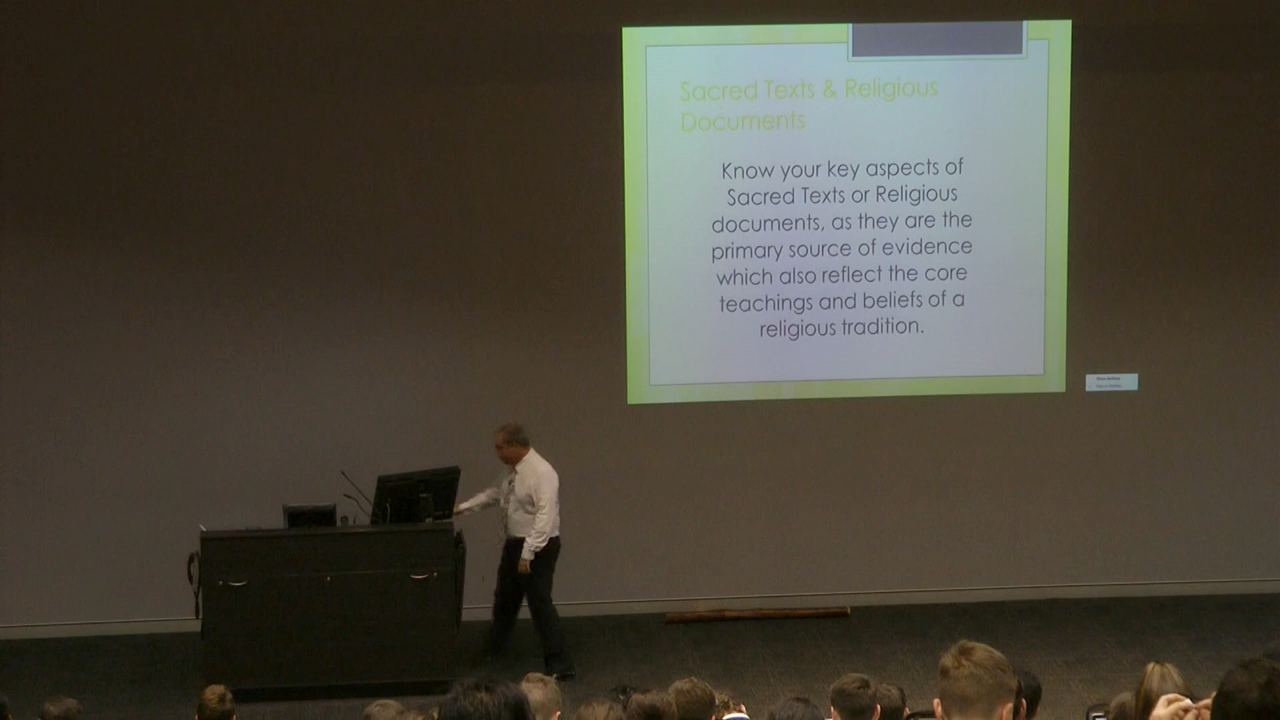 Sacred Texts & Religious
Documents
Know your key aspects of
Sacred Texts or Religious
documents, as they are the
primary source of evidence
which also reflect the core
teachings and beliefs of a
religious tradition.